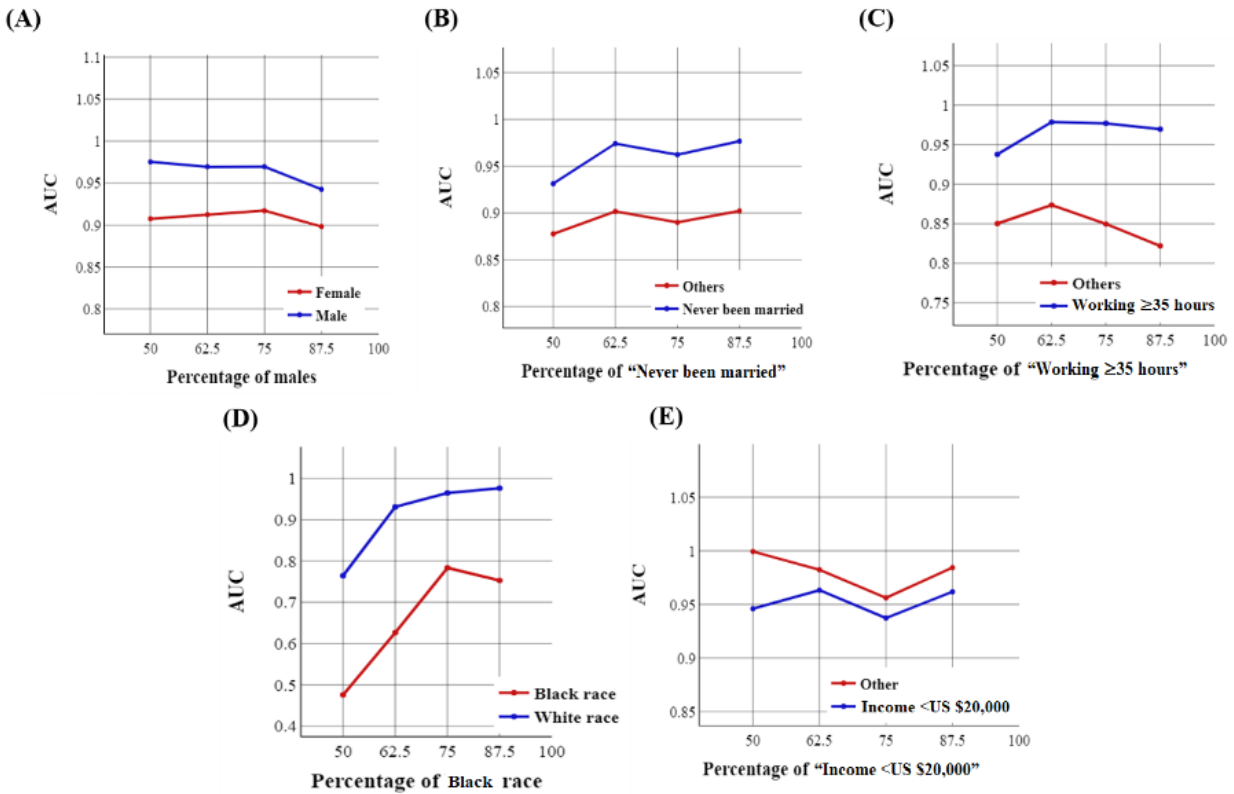 (A)
1.1
1.05
1
0.95
0.9
0.85
0.8
AUC
Female
Male
50 62.5 75 87.5 100
Percentage of males
(B)
1.05
1
0.95
0.9
0.85
0.8
AUC
Others
Never been married
50 62.5 75 87.5 100
Percentage of “Never been married”
(C)
1.05
1
0.95
0.9
0.85
0.8
0.75
AUC
Others
Working ≥35 hours
50 62.5 75 87.5 100
Percentage of “Working ≥35 hours”
(D)
1
0.9
0.8
0.7
0.6
0.5
0.4
AUC
Black race
White race
50 62.5 75 87.5 100
Percentage of Black race
(E)
1.05
1
0.95
0.9
0.85
AUC
Other
Income <US $20,000
50 62.5 75 87.5 100
Percentage of “Income <US $20,000”